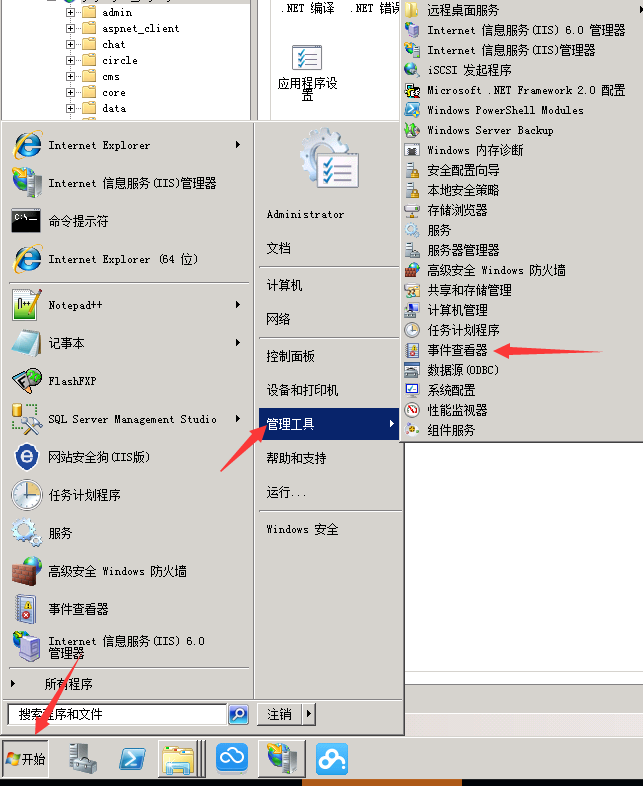 admin
aspnet_client
chat
circle
cms
core
data
.NET 编译
.NET 错误
应用程序设
置
Internet Explorer
Internet 信息服务(IIS)管理器
命令提示符
Internet Explorer (64 位)
Notepad++
记事本
FlashFXP
SQL Server Management Studio
网站安全狗(IIS版)
任务计划程序
服务
高级安全 Windows 防火墙
事件查看器
Internet 信息服务(IIS) 6.0
管理器
所有程序
搜索程序和文件
Administrator
文档
计算机
网络
控制面板
设备和打印机
管理工具
帮助和支持
运行...
Windows 安全
注销
远程桌面服务
Internet 信息服务(IIS) 6.0 管理器
Internet 信息服务(IIS)管理器
iSCSI 发起程序
Microsoft .NET Framework 2.0 配置
Windows PowerShell Modules
Windows Server Backup
Windows 内存诊断
安全配置向导
本地安全策略
存储浏览器
服务
服务器管理器
高级安全 Windows 防火墙
共享和存储管理
计算机管理
任务计划程序
事件查看器
数据源(ODBC)
系统配置
性能监视器
组件服务
开始